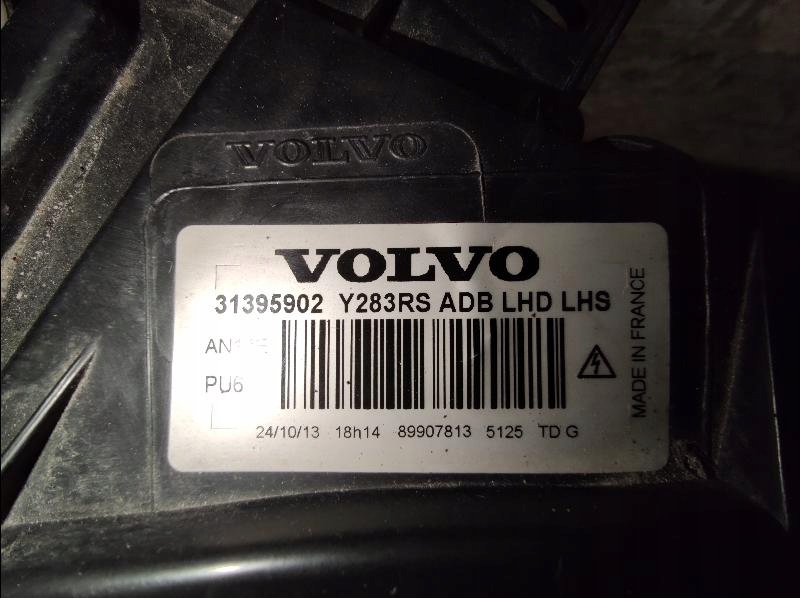 VOLVO
VOLVO
31395902 Y283RS ADB LHD LHS
PU6
24/10/13 18h14 89907813 5125 TD G
MADE IN FRANCE